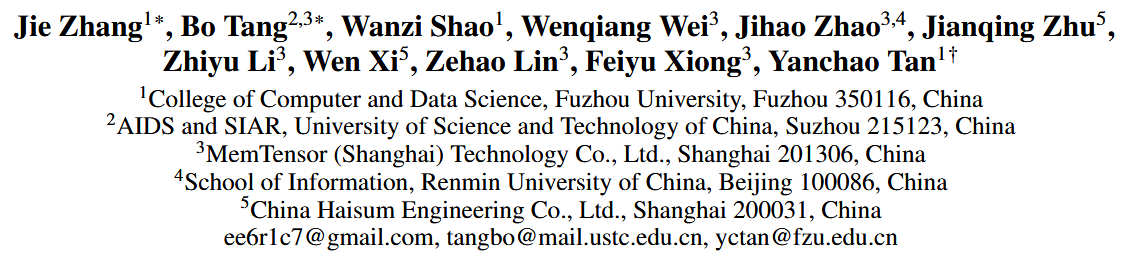 Jie Zhang¹*, Bo Tang²,³*, Wanzi Shao¹, Wenqiang Wei³, Jihao Zhao³,⁴, Jianqing Zhu⁵,
Zhiyu Li³, Wen Xi⁵, Zehao Lin³, Feiyu Xiong³, Yanchao Tan¹†
¹College of Computer and Data Science, Fuzhou University, Fuzhou 350116, China
²AIDS and SIAR, University of Science and Technology of China, Suzhou 215123, China
³MemTensor (Shanghai) Technology Co., Ltd., Shanghai 201306, China
⁴School of Information, Renmin University of China, Beijing 100086, China
⁵China Haisum Engineering Co., Ltd., Shanghai 200031, China
ee6r1c7@gmail.com, tangbo@mail.ustc.edu.cn, yctan@fzu.edu.cn